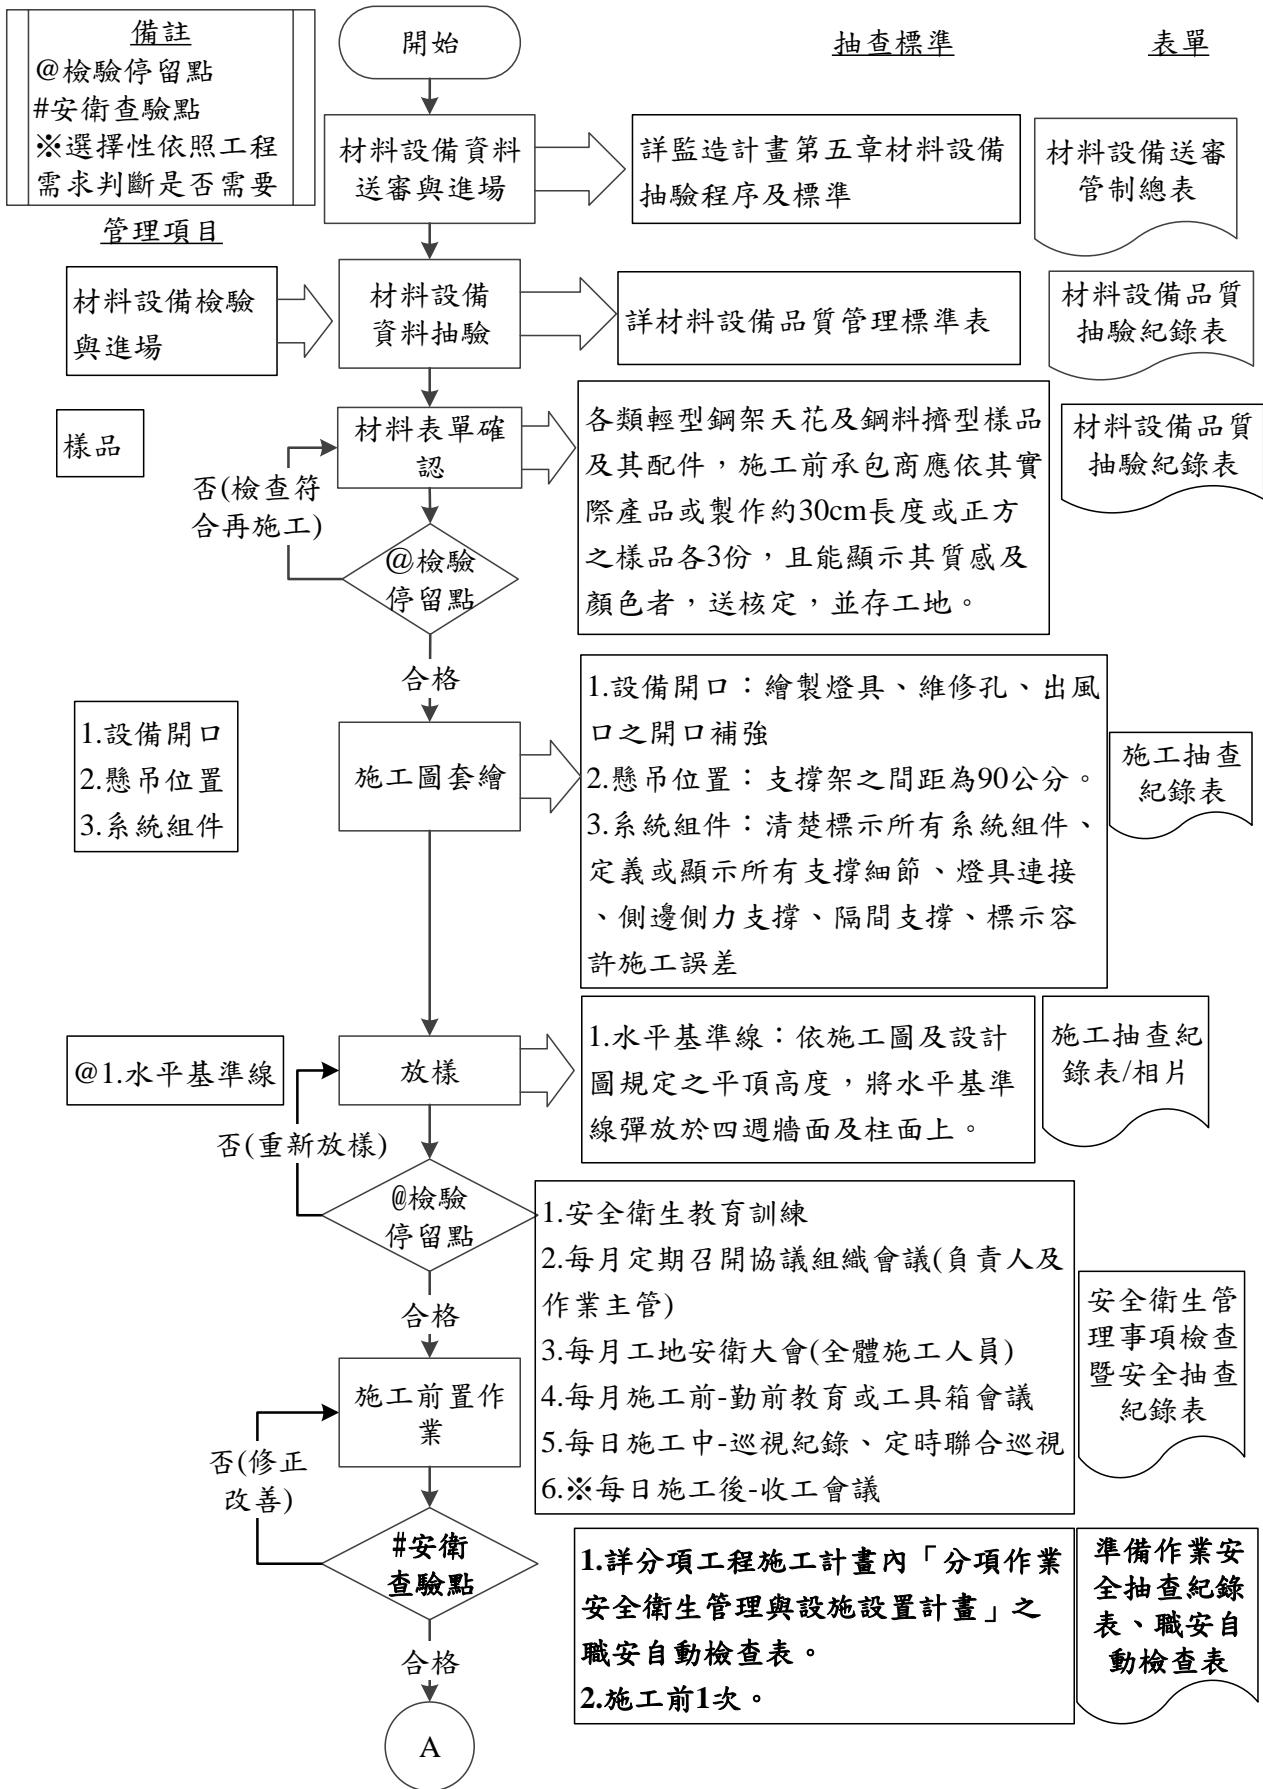 備註
@檢驗停留點
#安衛查驗點
※選擇性依照工程
需求判斷是否需要
開始
抽查標準
表單
材料設備資料
送審與進場
詳監造計畫第五章材料設備
抽驗程序及標準
材料設備送審
管制總表
管理項目
材料設備檢驗
與進場
材料設備
資料抽驗
詳材料設備品質管理標準表
材料設備品質
抽驗紀錄表
樣品
材料表單確
認
各類輕型鋼架天花及鋼料擠型樣品
及其配件，施工前承包商應依其實
際產品或製作約30cm長度或正方
之樣品各3份，且能顯示其質感及
顏色者，送核定，並存工地。
材料設備品質
抽驗紀錄表
否(檢查符
合再施工)
@檢驗
停留點
合格
1.設備開口
2.懸吊位置
3.系統組件
施工圖套繪
1.設備開口：繪製燈具、維修孔、出風
口之開口補強
2.懸吊位置：支撐架之間距為90公分。
3.系統組件：清楚標示所有系統組件、
定義或顯示所有支撐細節、燈具連接
、側邊側力支撐、隔間支撐、標示容
許施工誤差
施工抽查
紀錄表
@1.水平基準線
放樣
1.水平基準線：依施工圖及設計
圖規定之平頂高度，將水平基準
線彈放於四週牆面及柱面上。
施工抽查紀
錄表/相片
否(重新放樣)
@檢驗
停留點
合格
1.安全衛生教育訓練
2.每月定期召開協議組織會議(負責人及
作業主管)
3.每月工地安衛大會(全體施工人員)
4.每月施工前-勤前教育或工具箱會議
5.每日施工中-巡視紀錄、定時聯合巡視
6.※每日施工後-收工會議
安全衛生管
理事項檢查
暨安全抽查
紀錄表
施工前置作
業
否(修正
改善)
#安衛
查驗點
1.詳分項工程施工計畫內「分項作業
安全衛生管理與設施設置計畫」之
職安自動檢查表。
2.施工前1次。
準備作業安
全抽查紀錄
表、職安自
動檢查表
合格
A